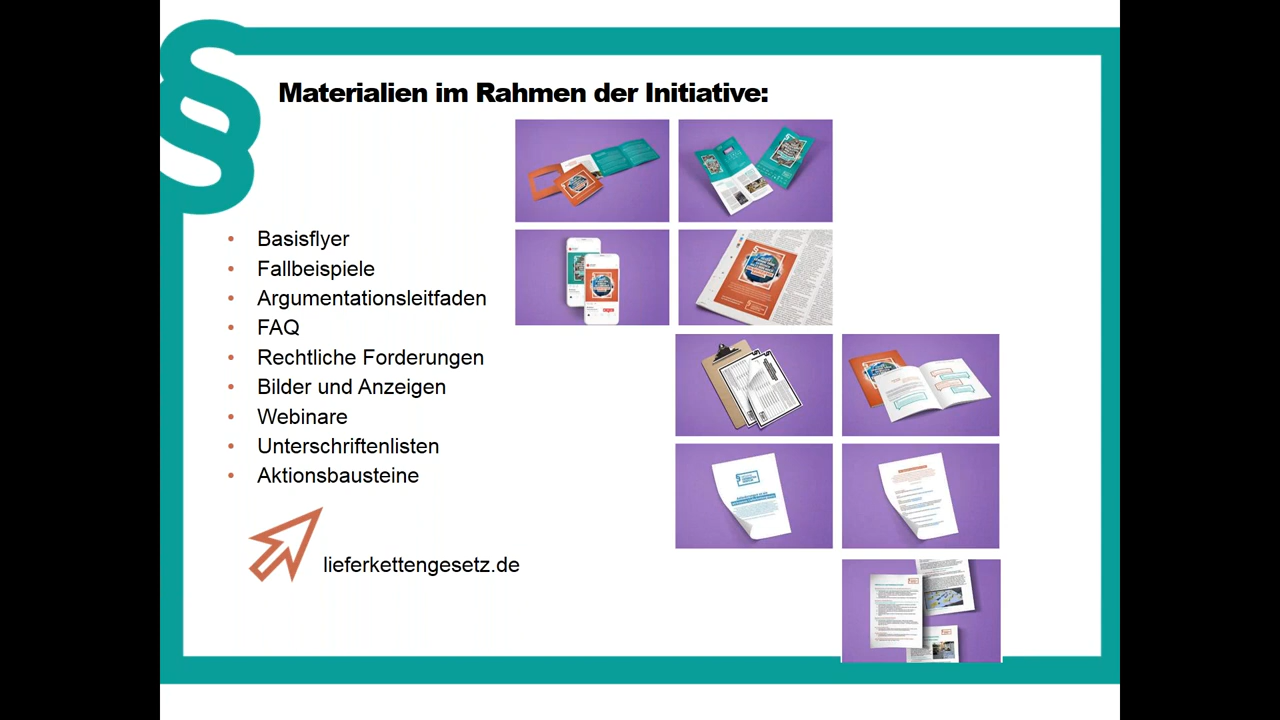 §
Materialien im Rahmen der Initiative:
• Basisflyer
• Fallbeispiele
• Argumentationsleitfaden
• FAQ
• Rechtliche Forderungen
• Bilder und Anzeigen
• Webinare
• Unterschriftenlisten
• Aktionsbausteine
lieferkettengesetz.de